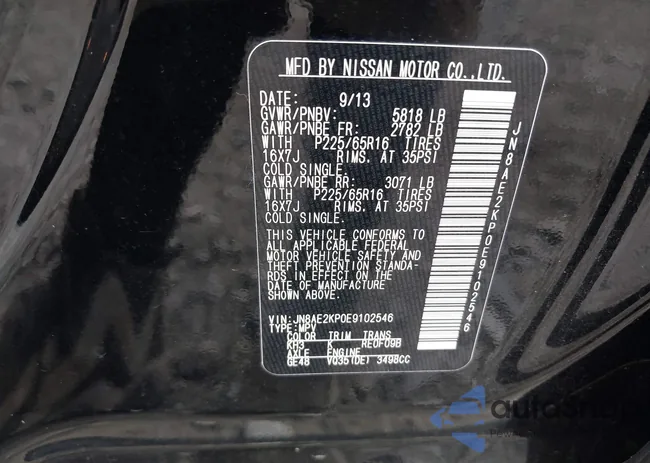 MFD BY NISSAN MOTOR CO.,LTD.
DATE: 9/13
GVWR/PNBV: 5818 LB
GAWR/PNBE FR: 2782 LB
WITH P225/65R16 TIRES
16X7J RIMS. AT 35PSI
COLD SINGLE.
GAWR/PNBE RR: 3071 LB
WITH P225/65R16 TIRES
16X7J RIMS. AT 35PSI
COLD SINGLE.
THIS VEHICLE CONFORMS TO
ALL APPLICABLE FEDERAL
MOTOR VEHICLE SAFETY AND
THEFT PREVENTION STANDA-
RDS IN EFFECT ON THE
DATE OF MANUFACTURE
SHOWN ABOVE.
VIN: JN8AE2KP0E9102546
TYPE: MPV
COLOR TRIM TRANS
KH3 K RE0F09B
AXLE ENGINE
GE48 VQ35(DE) 3498CC
JN8AE2KP0E9102546